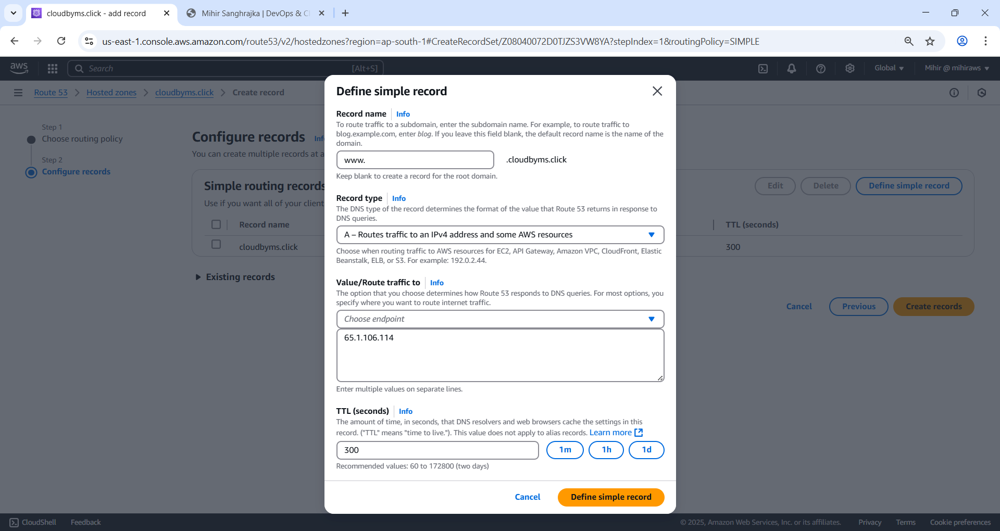 cloudbyms.click - add record
Mihir Sanghrajka | DevOps & C
us-east-1.console.aws.amazon.com/route53/v2/hostedzones?region=ap-south-1#CreateRecordSet/Z08040072D0TJZS3VW8YA?stepIndex=1&routingPolicy=SIMPLE
aws
Search
[Alt+S]
Global
Mihir @ mihiraws
Route 53
Hosted zones
cloudbyms.click
Create record
Step 1
Choose routing policy
Step 2
Configure records
Configure records
Info
You can create multiple records at a
Simple routing records
Use if you want all of your client
Edit
Delete
Define simple record
Record name
TTL (seconds)
cloudbyms.click
300
Existing records
Cancel
Previous
Create records
Define simple record
Record name
Info
To route traffic to a subdomain, enter the subdomain name. For example, to route traffic to
blog.example.com, enter blog. If you leave this field blank, the default record name is the name of the
domain.
www.
.cloudbyms.click
Keep blank to create a record for the root domain.
Record type
Info
The DNS type of the record determines the format of the value that Route 53 returns in response to
DNS queries.
A – Routes traffic to an IPv4 address and some AWS resources
Choose when routing traffic to AWS resources for EC2, API Gateway, Amazon VPC, CloudFront, Elastic
Beanstalk, ELB, or S3. For example: 192.0.2.44.
Value/Route traffic to
Info
The option that you choose determines how Route 53 responds to DNS queries. For most options, you
specify where you want to route internet traffic.
Choose endpoint
65.1.106.114
Enter multiple values on separate lines.
TTL (seconds)
Info
The amount of time, in seconds, that DNS resolvers and web browsers cache the settings in this
record. ("TTL" means "time to live."). This value does not apply to alias records. Learn more
300
1m
1h
1d
Recommended values: 60 to 172800 (two days)
Cancel
Define simple record
CloudShell
Feedback
© 2025, Amazon Web Services, Inc. or its affiliates.
Privacy
Terms
Cookie preferences